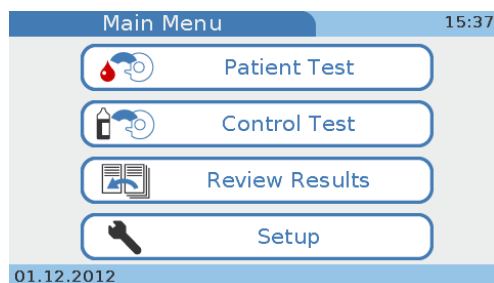 Main Menu 15:37
Patient Test
Control Test
Review Results
Setup
01.12.2012